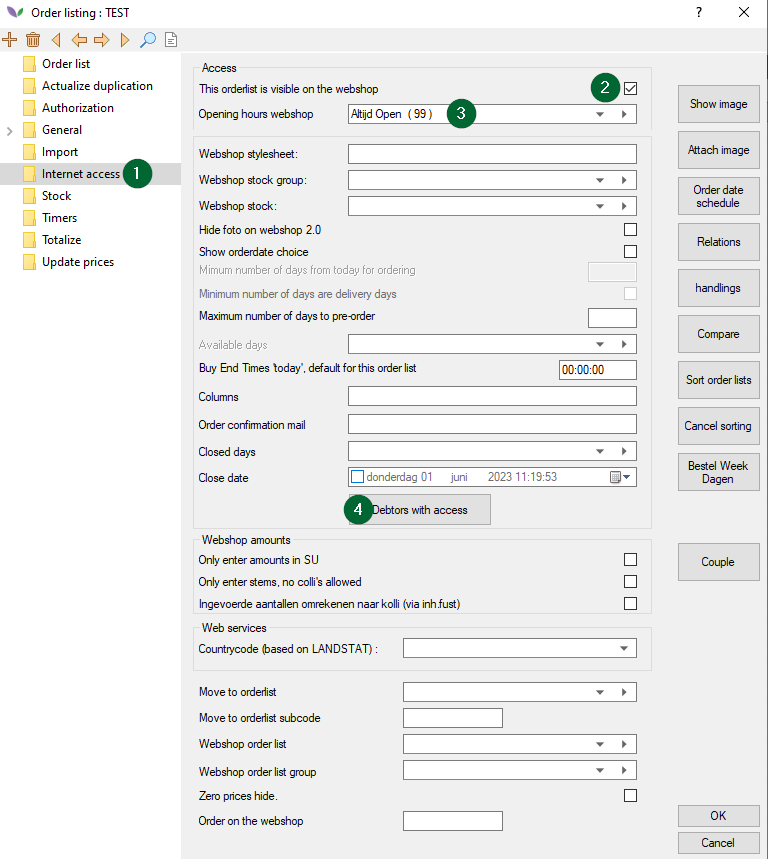 Order listing : TEST
?
Order list
Actualize duplication
Authorization
General
Import
Internet access 1
Stock
Timers
Totalize
Update prices
Access
This orderlist is visible on the webshop 2
Opening hours webshop Altijd Open ( 99 ) 3
Webshop stylesheet:
Webshop stock group:
Webshop stock:
Hide foto on webshop 2.0
Show orderdate choice
Mimum number of days from today for ordering
Minimum number of days are delivery days
Maximum number of days to pre-order
Available days
Buy End Times 'today', default for this order list 00:00:00
Columns
Order confirmation mail
Closed days
Close date donderdag 01 juni 2023 11:19:53
4 Debtors with access
Webshop amounts
Only enter amounts in SU
Only enter stems, no colli's allowed
Ingevoerde aantallen omrekenen naar kolli (via inh.fust)
Web services
Countrycode (based on LANDSTAT) :
Move to orderlist
Move to orderlist subcode
Webshop order list
Webshop order list group
Zero prices hide.
Order on the webshop
Show image
Attach image
Order date
schedule
Relations
handlings
Compare
Sort order lists
Cancel sorting
Bestel Week
Dagen
Couple
OK
Cancel